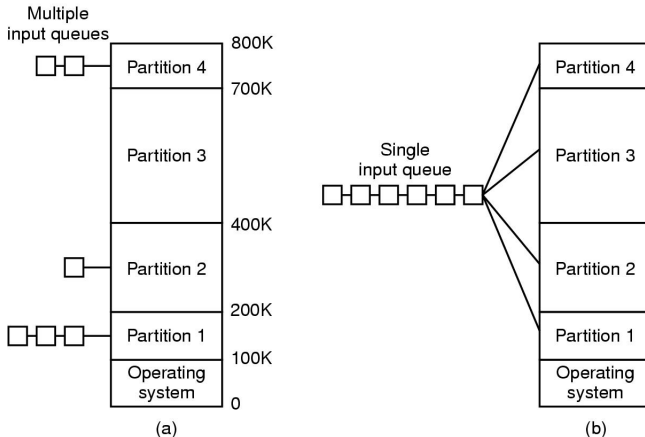 Multiple
input queues
800K
Partition 4
700K
Partition 3
400K
Partition 2
200K
Partition 1
100K
Operating
system
0
(a)
Single
input queue
Partition 4
Partition 3
Partition 2
Partition 1
Operating
system
(b)